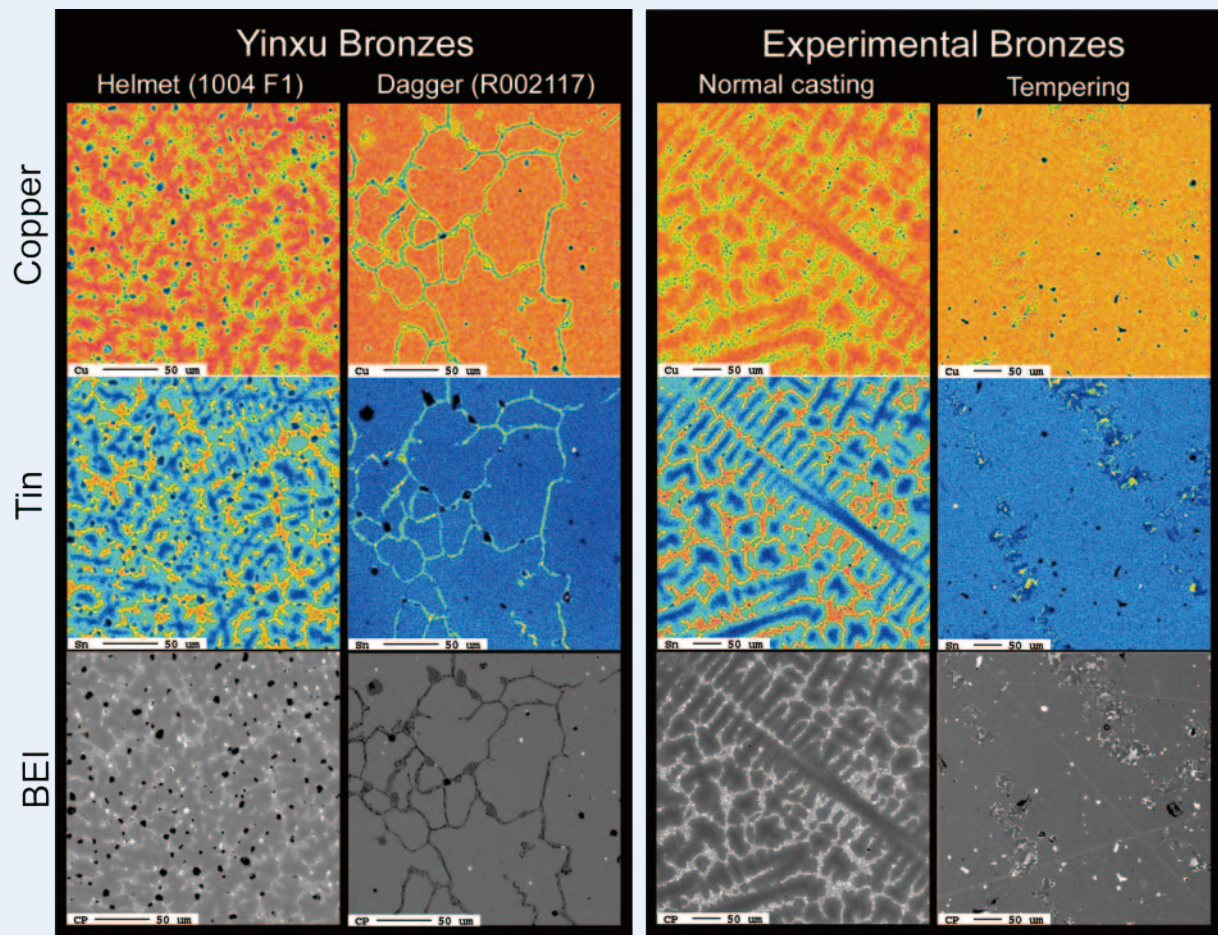 Yinxu Bronzes
Experimental Bronzes
Helmet (1004 F1)
Dagger (R002117)
Normal casting
Tempering
Copper
Cu 50 um
Cu 50 um
Cu 50 um
Cu 50 um
Tin
Sn 50 um
Sn 50 um
Sn 50 um
Sn 50 um
BEI
CP 50 um
CP 50 um
CP 50 um
CP 50 um